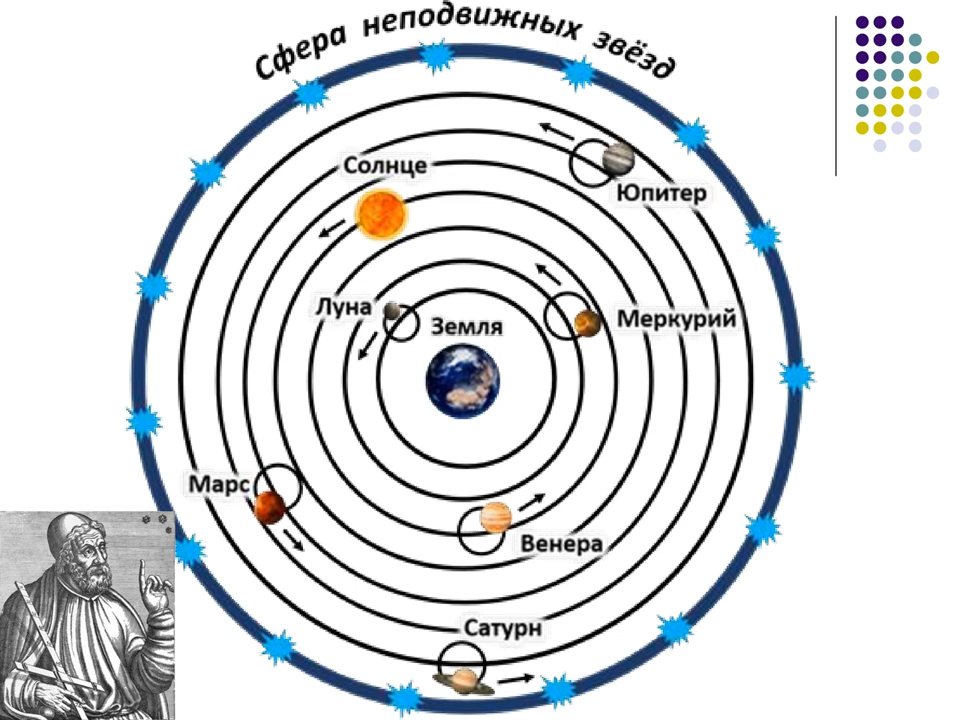 Сфера неподвижных звёзд
Солнце
Юпитер
Луна
Земля
Меркурий
Марс
Венера
Сатурн